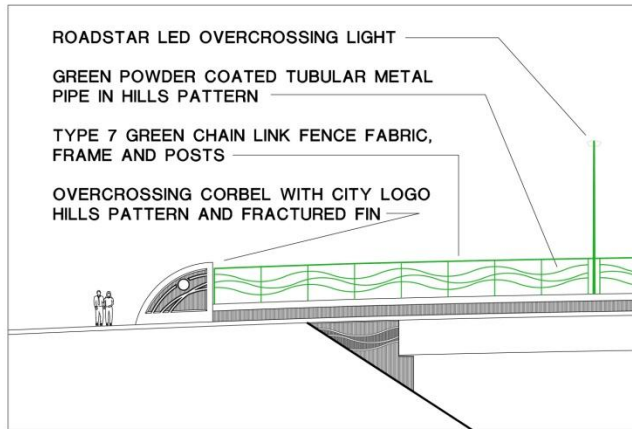 ROADSTAR LED OVERCROSSING LIGHT
GREEN POWDER COATED TUBULAR METAL
PIPE IN HILLS PATTERN
TYPE 7 GREEN CHAIN LINK FENCE FABRIC,
FRAME AND POSTS
OVERCROSSING CORBEL WITH CITY LOGO
HILLS PATTERN AND FRACTURED FIN